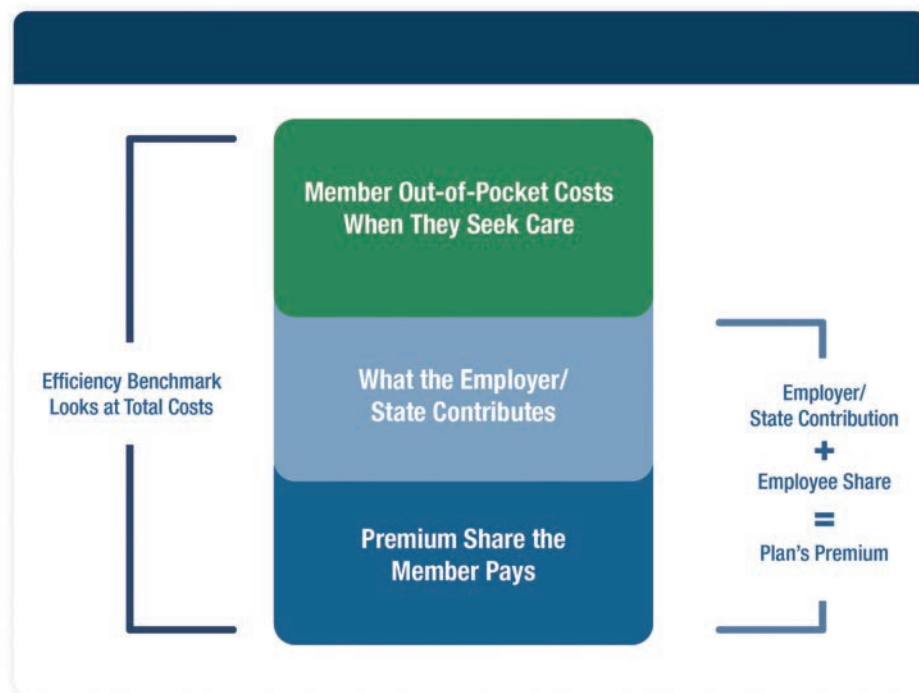 Member Out-of-Pocket Costs
When They Seek Care
Efficiency Benchmark
Looks at Total Costs
What the Employer/
State Contributes
Premium Share the
Member Pays
Employer/
State Contribution
+
Employee Share
=
Plan's Premium